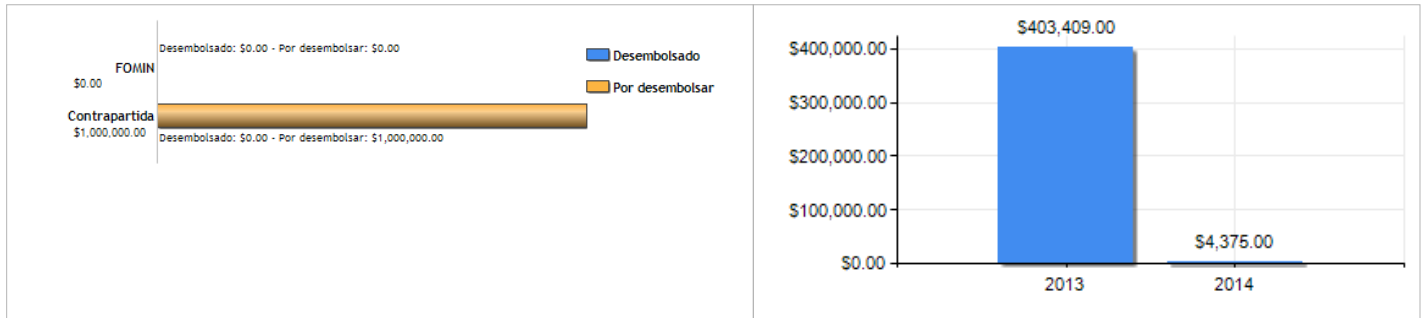 Desembolsado: $0.00 - Por desembolsar: $0.00
FOMIN
$0.00
Contrapartida
$1,000,000.00
Desembolsado: $0.00 - Por desembolsar: $1,000,000.00
Desembolsado
Por desembolsar
$403,409.00
$400,000.00
$300,000.00
$200,000.00
$100,000.00
$4,375.00
$0.00
2013 2014